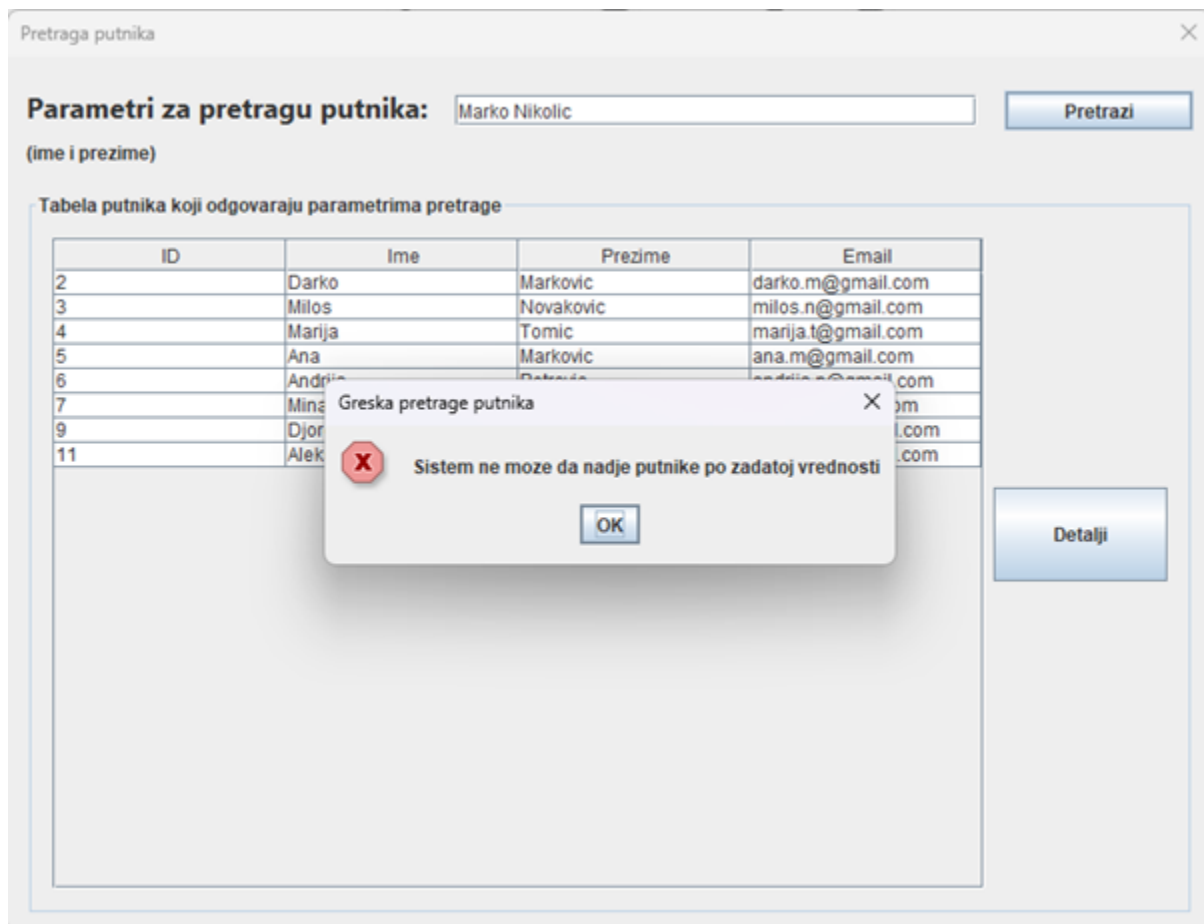 Pretraga putnika
Parametri za pretragu putnika: Marko Nikolic Pretrazi
(ime i prezime)
Tabela putnika koji odgovaraju parametrima pretrage
ID Ime Prezime Email
2 Darko Markovic darko.m@gmail.com
3 Milos Novakovic milos.n@gmail.com
4 Marija Tomic marija.t@gmail.com
5 Ana Markovic ana.m@gmail.com
6
7 Mina
9
11
Greska pretrage putnika
Sistem ne moze da nadje putnike po zadatoj vrednosti
OK
Detalji